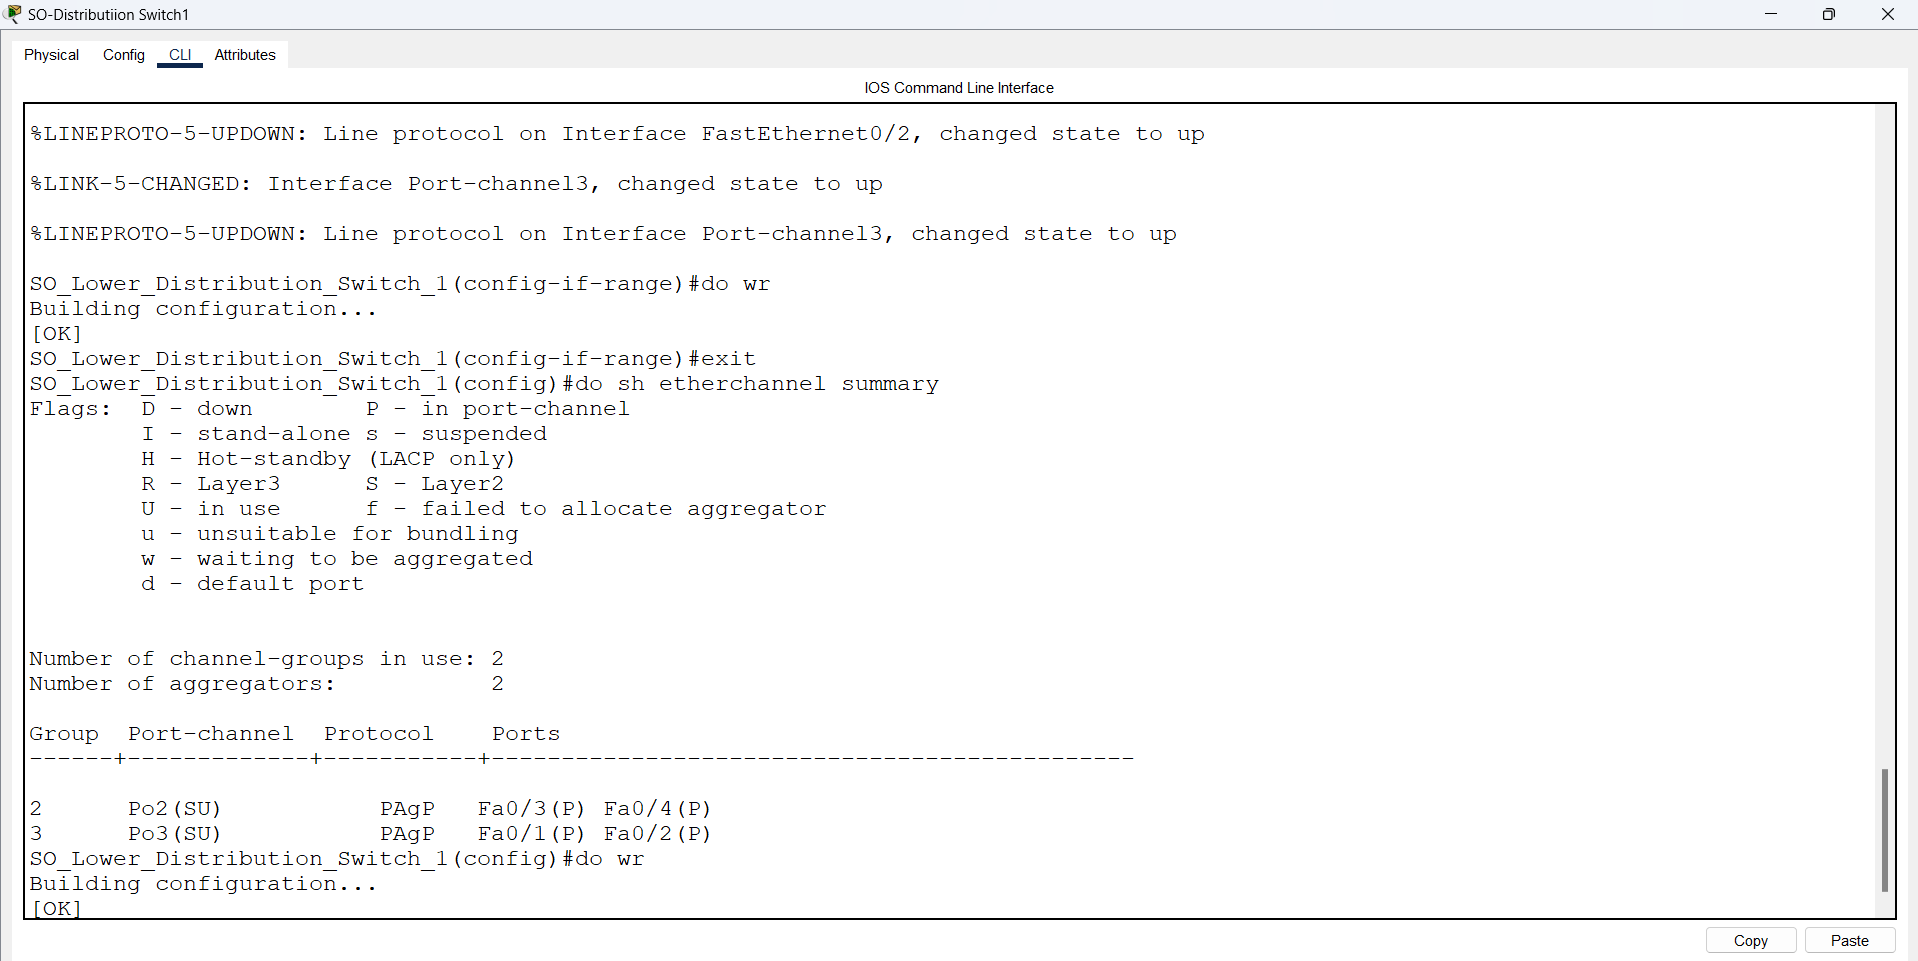 SO-Distributiion Switch1
Physical Config CLI Attributes
IOS Command Line Interface
%LINEPROTO-5-UPDOWN: Line protocol on Interface FastEthernet0/2, changed state to up
%LINK-5-CHANGED: Interface Port-channel3, changed state to up
%LINEPROTO-5-UPDOWN: Line protocol on Interface Port-channel3, changed state to up
SO_Lower_Distribution_Switch_1(config-if-range)#do wr
Building configuration...
[OK]
SO_Lower_Distribution_Switch_1(config-if-range)#exit
SO_Lower_Distribution_Switch_1(config)#do sh etherchannel summary
Flags:  D - down        P - in port-channel
        I - stand-alone s - suspended
        H - Hot-standby (LACP only)
        R - Layer3      S - Layer2
        U - in use      f - failed to allocate aggregator
        u - unsuitable for bundling
        w - waiting to be aggregated
        d - default port
Number of channel-groups in use: 2
Number of aggregators:           2
Group  Port-channel  Protocol    Ports
------+-------------+-----------+----------------------------------------------
2      Po2(SU)           PAgP   Fa0/3(P) Fa0/4(P)
3      Po3(SU)           PAgP   Fa0/1(P) Fa0/2(P)
SO_Lower_Distribution_Switch_1(config)#do wr
Building configuration...
[OK]
Copy Paste